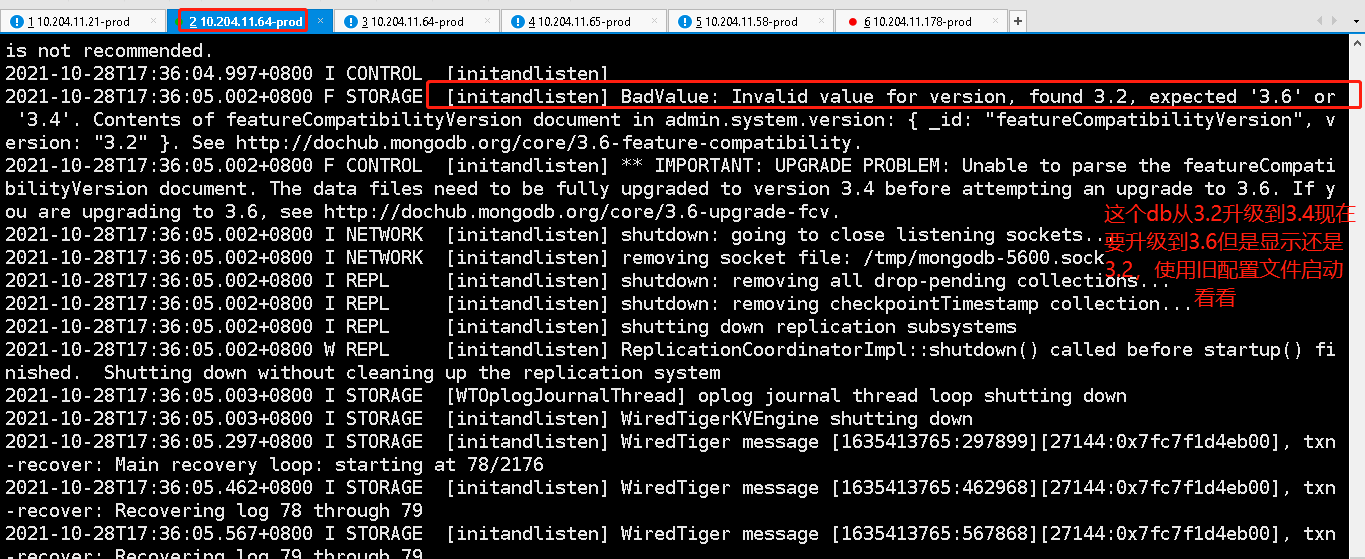 1 10.204.11.21-prod × 2 10.204.11.64-prod × 3 10.204.11.64-prod × 4 10.204.11.65-prod × 5 10.204.11.58-prod × 6 10.204.11.178-prod × +
is not recommended.
2021-10-28T17:36:04.997+0800 I CONTROL  [initandlisten]
2021-10-28T17:36:05.002+0800 F STORAGE  [initandlisten] BadValue: Invalid value for version, found 3.2, expected '3.6' or
 '3.4'. Contents of featureCompatibilityVersion document in admin.system.version: { _id: "featureCompatibilityVersion", v
ersion: "3.2" }. See http://dochub.mongodb.org/core/3.6-feature-compatibility.
2021-10-28T17:36:05.002+0800 F CONTROL  [initandlisten] ** IMPORTANT: UPGRADE PROBLEM: Unable to parse the featureCompati
bilityVersion document. The data files need to be fully upgraded to version 3.4 before attempting an upgrade to 3.6. If y
ou are upgrading to 3.6, see http://dochub.mongodb.org/core/3.6-upgrade-fcv.
2021-10-28T17:36:05.002+0800 I NETWORK  [initandlisten] shutdown: going to close listening sockets...
2021-10-28T17:36:05.002+0800 I NETWORK  [initandlisten] removing socket file: /tmp/mongodb-5600.sock
2021-10-28T17:36:05.002+0800 I REPL     [initandlisten] shutdown: removing all drop-pending collections...
2021-10-28T17:36:05.002+0800 I REPL     [initandlisten] shutdown: removing checkpointTimestamp collection...
2021-10-28T17:36:05.002+0800 I REPL     [initandlisten] shutting down replication subsystems
2021-10-28T17:36:05.002+0800 W REPL     [initandlisten] ReplicationCoordinatorImpl::shutdown() called before startup() fi
nished.  Shutting down without cleaning up the replication system
2021-10-28T17:36:05.003+0800 I STORAGE  [WTOplogJournalThread] oplog journal thread loop shutting down
2021-10-28T17:36:05.003+0800 I STORAGE  [initandlisten] WiredTigerKVEngine shutting down
2021-10-28T17:36:05.297+0800 I STORAGE  [initandlisten] WiredTiger message [1635413765:297899][27144:0x7fc7f1d4eb00], txn
-recover: Main recovery loop: starting at 78/2176
2021-10-28T17:36:05.462+0800 I STORAGE  [initandlisten] WiredTiger message [1635413765:462968][27144:0x7fc7f1d4eb00], txn
-recover: Recovering log 78 through 79
2021-10-28T17:36:05.567+0800 I STORAGE  [initandlisten] WiredTiger message [1635413765:567868][27144:0x7fc7f1d4eb00], txn
-recover: Recovering log 79 through 79
这个db从3.2升级到3.4现在
要升级到3.6但是显示还是
3.2，使用旧配置文件启动
看看